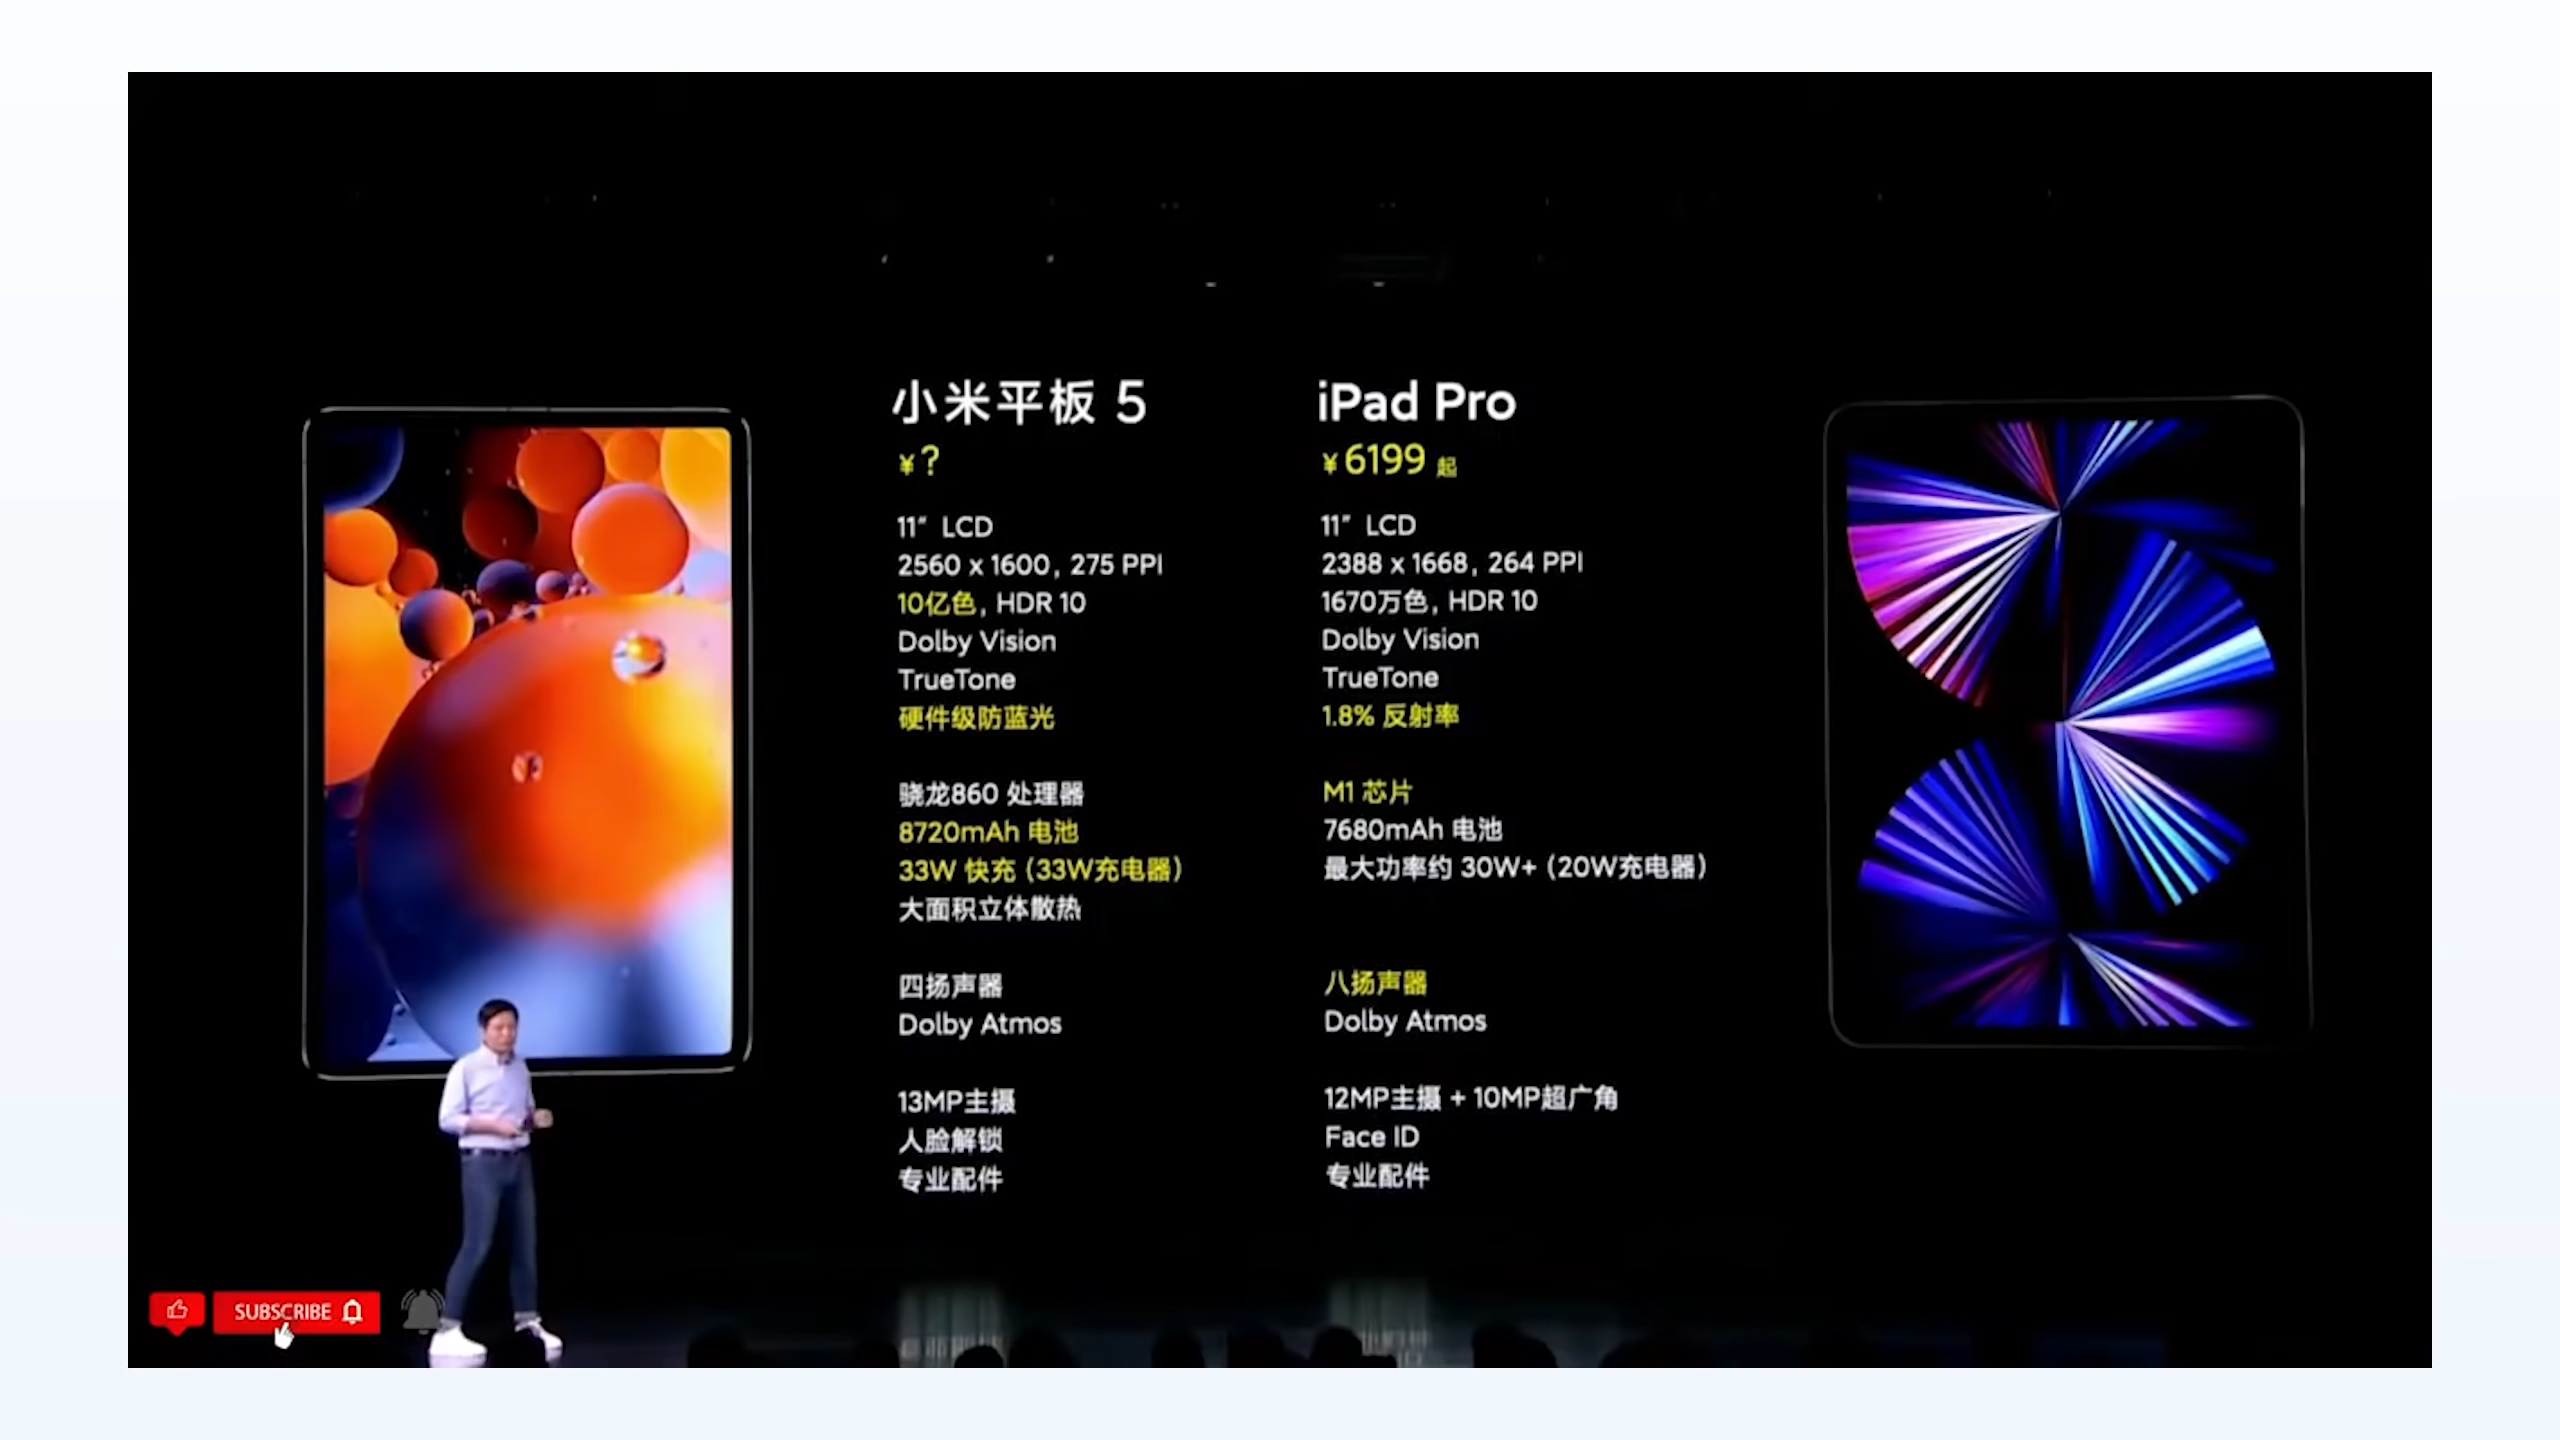 小米平板 5
¥?
11″ LCD
2560 x 1600, 275 PPI
10亿色, HDR 10
Dolby Vision
TrueTone
硬件级防蓝光
骁龙860 处理器
8720mAh 电池
33W 快充 (33W充电器)
大面积立体散热
四扬声器
Dolby Atmos
13MP主摄
人脸解锁
专业配件
iPad Pro
¥6199 起
11″ LCD
2388 x 1668, 264 PPI
1670万色, HDR 10
Dolby Vision
TrueTone
1.8% 反射率
M1 芯片
7680mAh 电池
最大功率约 30W+ (20W充电器)
八扬声器
Dolby Atmos
12MP主摄 + 10MP超广角
Face ID
专业配件
SUBSCRIBE